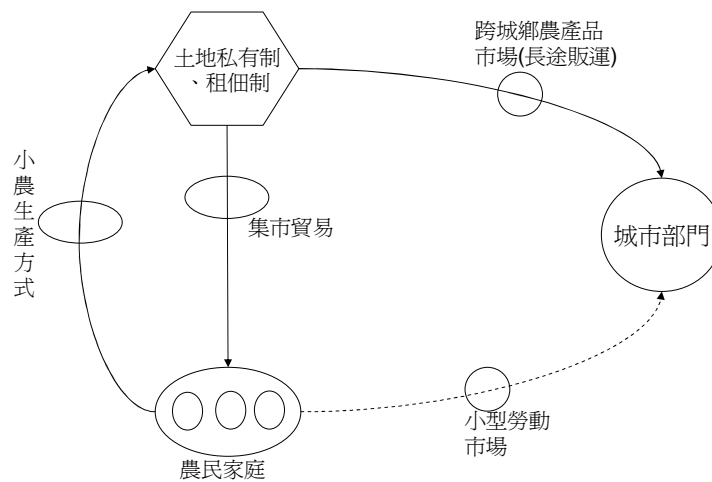 跨城鄉農產品
市場(長途販運)
土地私有制
、租佃制
小農生產方式
集市貿易
城市部門
小型勞動
市場
農民家庭